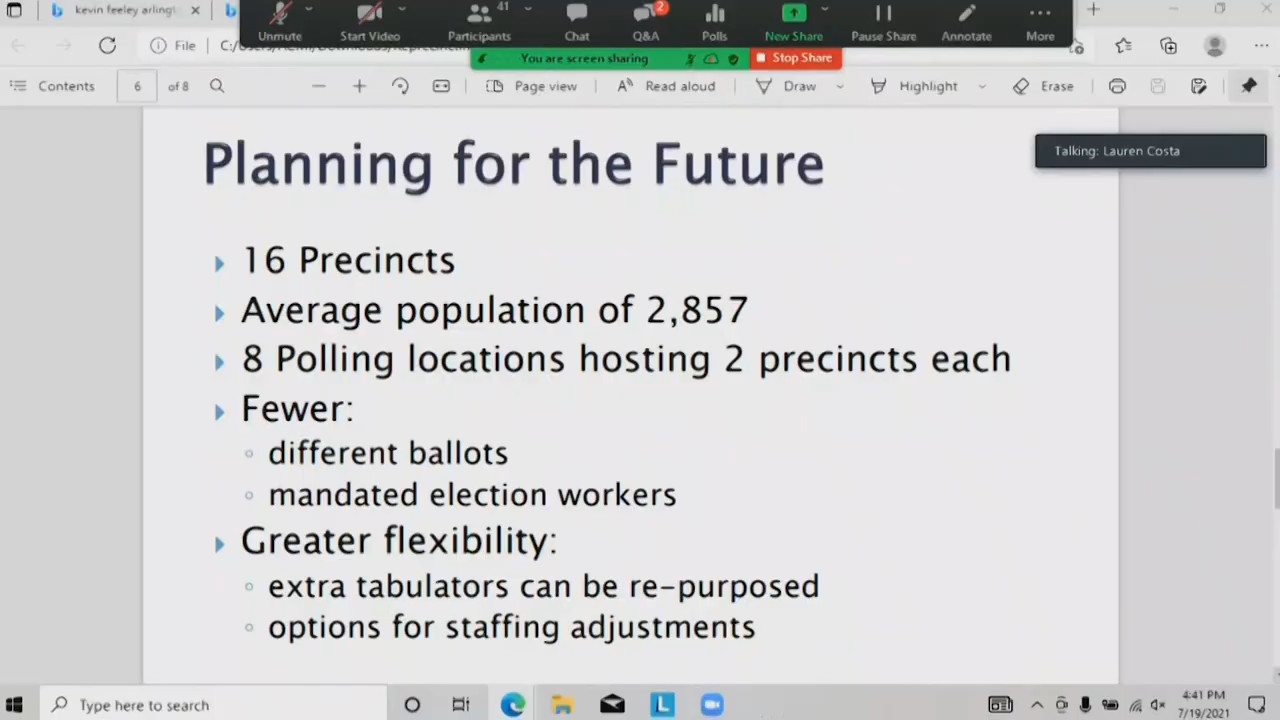 kevin feeley arling
Unmute
Start Video
41
Participants
Chat
2
Q&A
Polls
New Share
Pause Share
Annotate
More
File
You are screen sharing
Stop Share
Contents
6
of 8
Page view
Read aloud
Draw
Highlight
Erase
Talking: Lauren Costa
Planning for the Future
16 Precincts
Average population of 2,857
8 Polling locations hosting 2 precincts each
Fewer:
different ballots
mandated election workers
Greater flexibility:
extra tabulators can be re-purposed
options for staffing adjustments
Type here to search
L
4:41 PM
7/19/2021